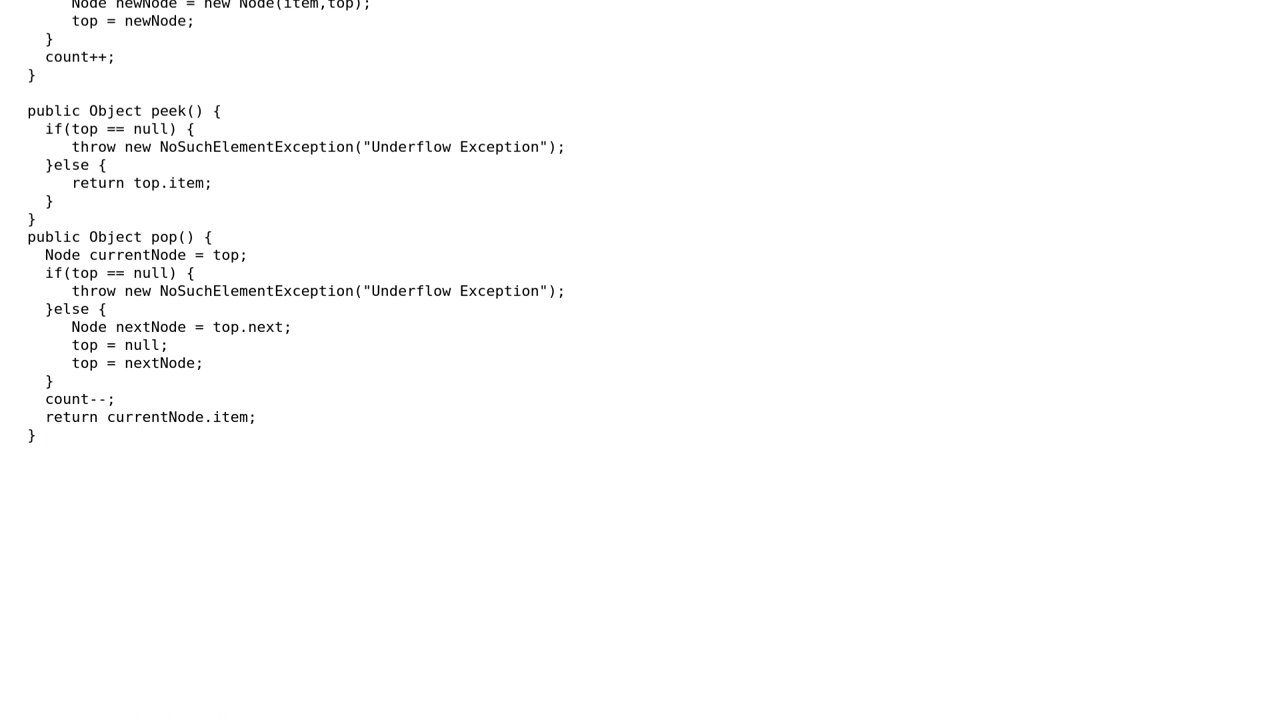 Node newNode = new Node(item,top);
top = newNode;
}
count++;
}
public Object peek() {
if(top == null) {
throw new NoSuchElementException("Underflow Exception");
}else {
return top.item;
}
}
public Object pop() {
Node currentNode = top;
if(top == null) {
throw new NoSuchElementException("Underflow Exception");
}else {
Node nextNode = top.next;
top = null;
top = nextNode;
}
count--;
return currentNode.item;
}